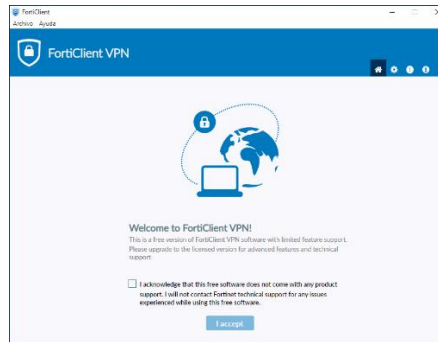 FortiClient
Archivo Ayuda
FortiClient VPN
Welcome to FortiClient VPN!
This is a free version of FortiClient VPN software with limited feature support.
Please upgrade to the licensed version for advanced features and technical
support.
I acknowledge that this free software does not come with any product
support. I will not contact Fortinet technical support for any issues
experienced while using this free software.
I accept